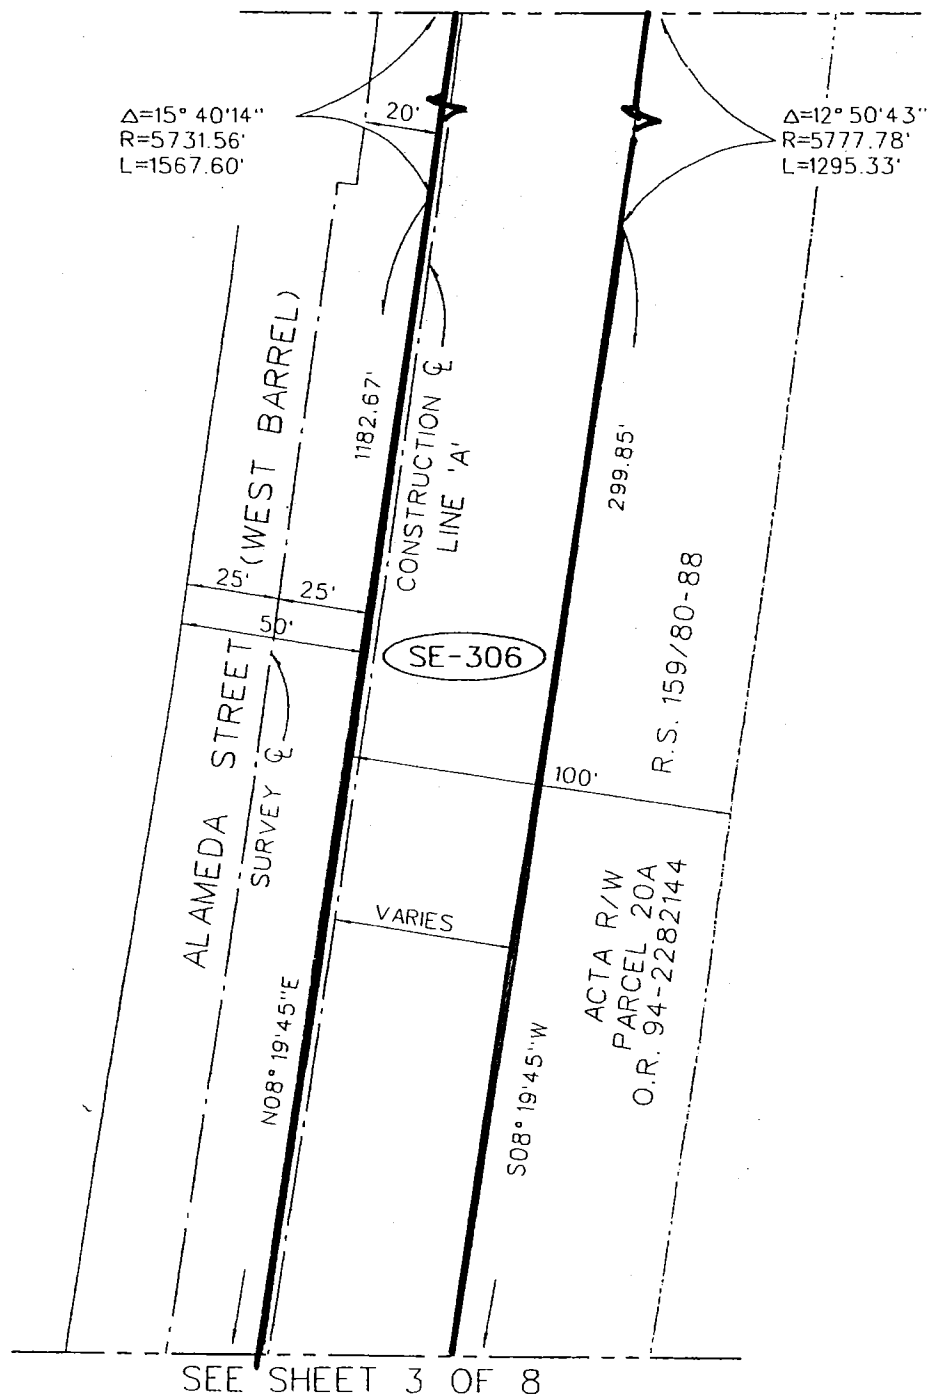 Δ=15° 40'14"
R=5731.56'
L=1567.60'
20'
Δ=12° 50'43"
R=5777.78'
L=1295.33'
ALAMEDA STREET (WEST BARREL)
1182.67'
CONSTRUCTION ℄
LINE 'A'
299.85'
25'
25'
50'
SE-306
SURVEY ℄
R.S. 159/80-88
100'
VARIES
ACTA R/W
PARCEL 20A
O.R. 94-2282144
N08° 19'45"E
S08° 19'45"W
SEE SHEET 3 OF 8